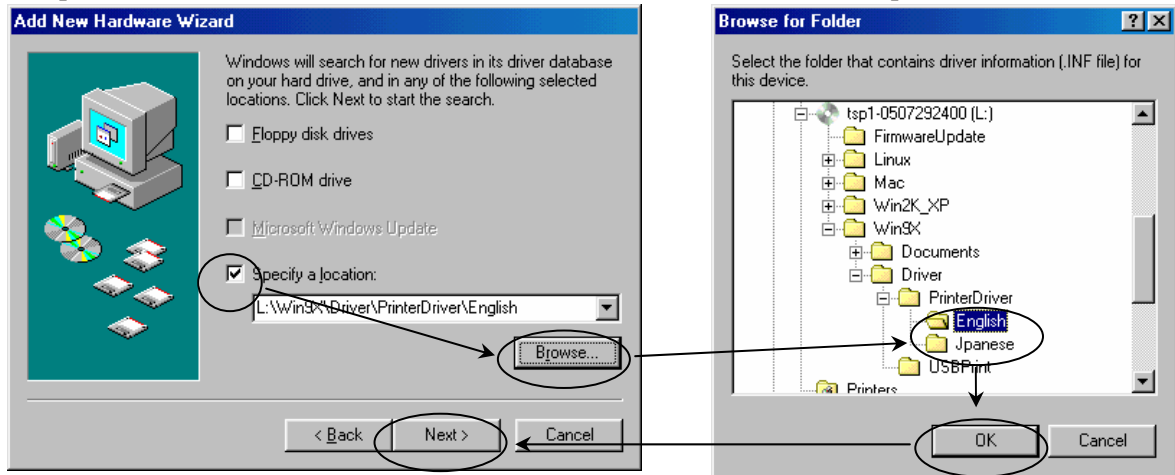 Add New Hardware Wizard
Windows will search for new drivers in its driver database
on your hard drive, and in any of the following selected
locations. Click Next to start the search.
Floppy disk drives
CD-ROM drive
Microsoft Windows Update
Specify a location:
L:\Win9X\Driver\PrinterDriver\English
Browse...
< Back
Next >
Cancel
Browse for Folder
Select the folder that contains driver information (.INF file) for
this device.
tsp1-0507292400 (L:)
FirmwareUpdate
Linux
Mac
Win2K_XP
Win9X
Documents
Driver
PrinterDriver
English
Jpanese
USBPrint
Printers
OK
Cancel